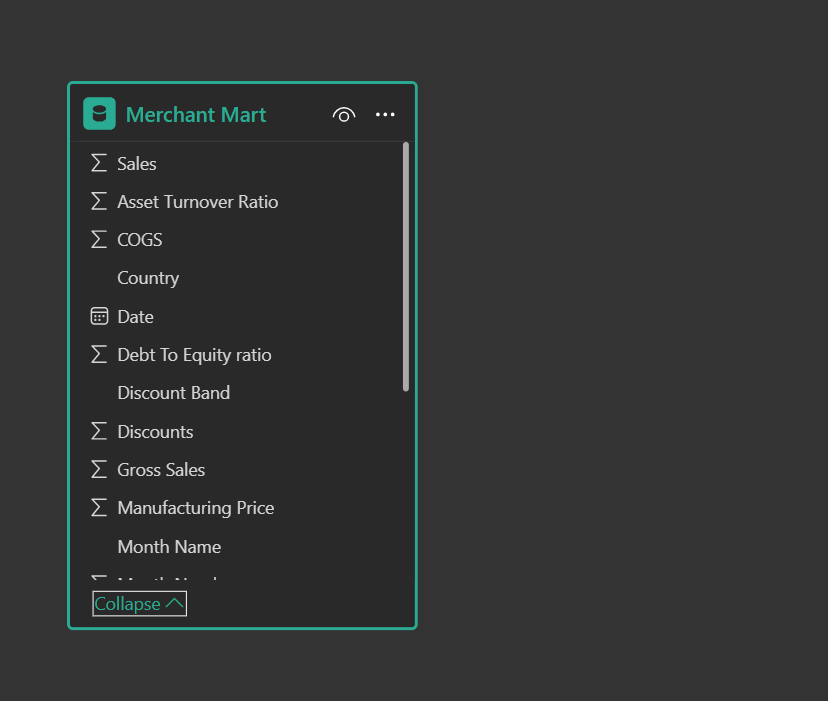 Merchant Mart
Sales
Asset Turnover Ratio
COGS
Country
Date
Debt To Equity ratio
Discount Band
Discounts
Gross Sales
Manufacturing Price
Month Name
Collapse